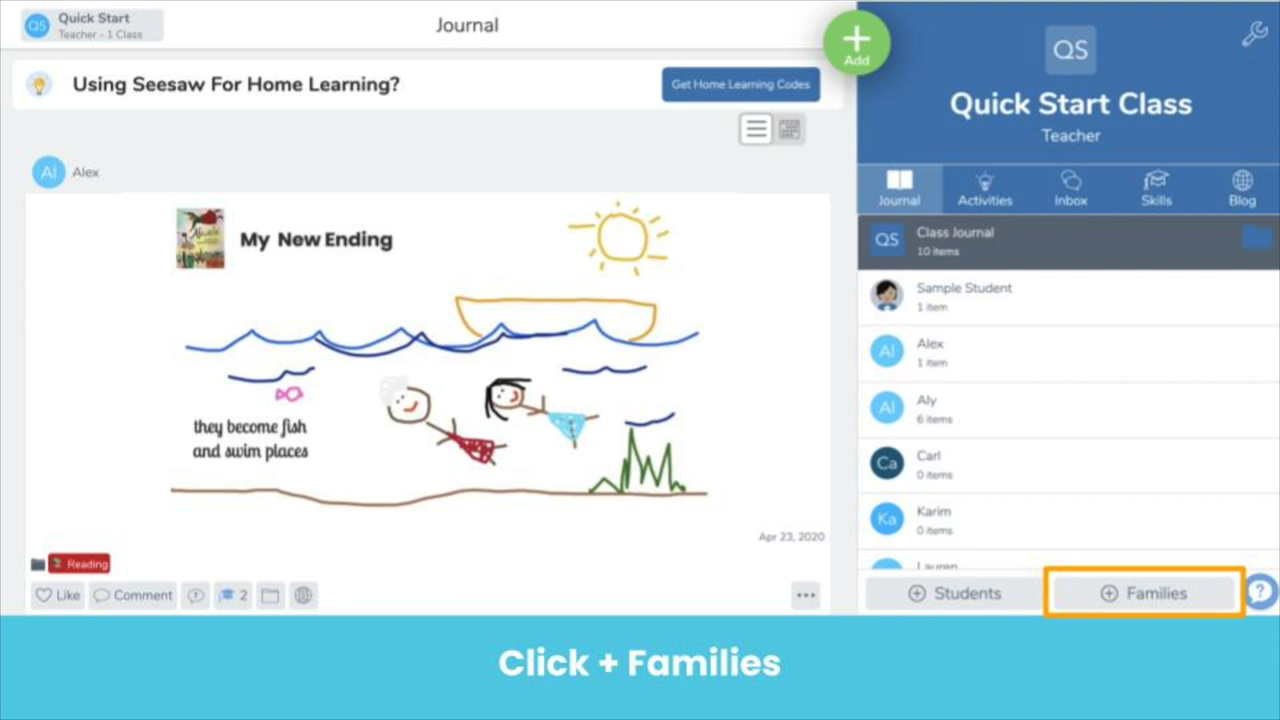 QS
Quick Start
Teacher - 1 Class
Journal
Add
Using Seesaw For Home Learning?
Get Home Learning Codes
Al
Alex
My New Ending
they become fish
and swim places
Apr 23, 2020
Reading
Like
Comment
2
QS
Quick Start Class
Teacher
Journal
Activities
Inbox
Skills
Blog
QS
Class Journal
10 items
Sample Student
1 item
Al
Alex
1 item
Al
Aly
6 items
Ca
Carl
0 items
Ka
Karim
0 items
Lauren
+ Students
+ Families
?
Click + Families